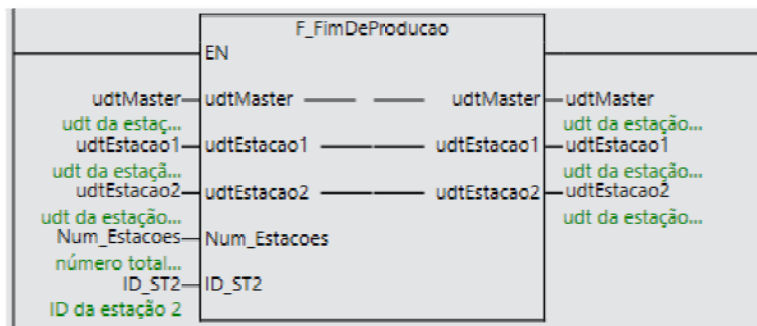 F_FimDeProducao
EN
udtMaster udtMaster udtMaster udtMaster
udt da estaç... udt da estação...
udtEstacao1 udtEstacao1 udtEstacao1 udtEstacao1
udt da estaçã... udt da estação...
udtEstacao2 udtEstacao2 udtEstacao2 udtEstacao2
udt da estação... udt da estação...
Num_Estacoes Num_Estacoes
número total...
ID_ST2 ID_ST2
ID da estação 2